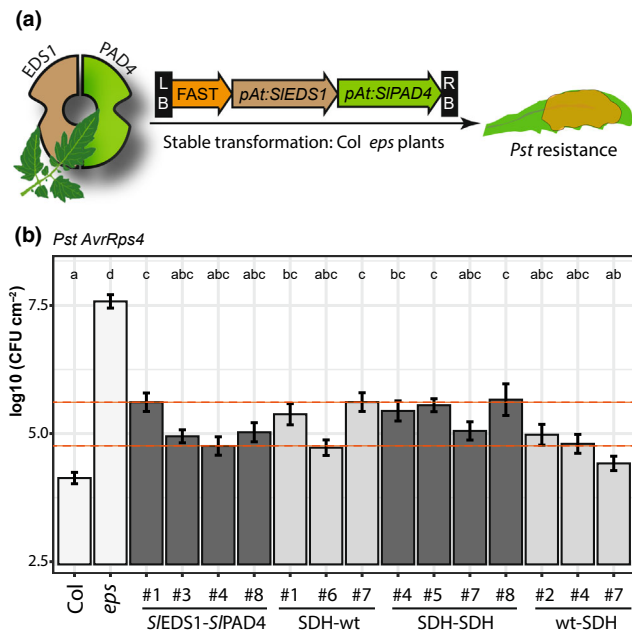 (a)
EDS1 PAD4
LB FAST pAt:SlEDS1 pAt:SlPAD4 RB
Stable transformation: Col eps plants
Pst resistance
(b) Pst AvrRps4
a d c abc abc abc bc abc c bc c abc c abc abc ab
log10 (CFU cm−2)
7.5
5.0
2.5
Col eps #1 #3 #4 #8 #1 #6 #7 #4 #5 #7 #8 #2 #4 #7
SlEDS1-SlPAD4 SDH-wt SDH-SDH wt-SDH